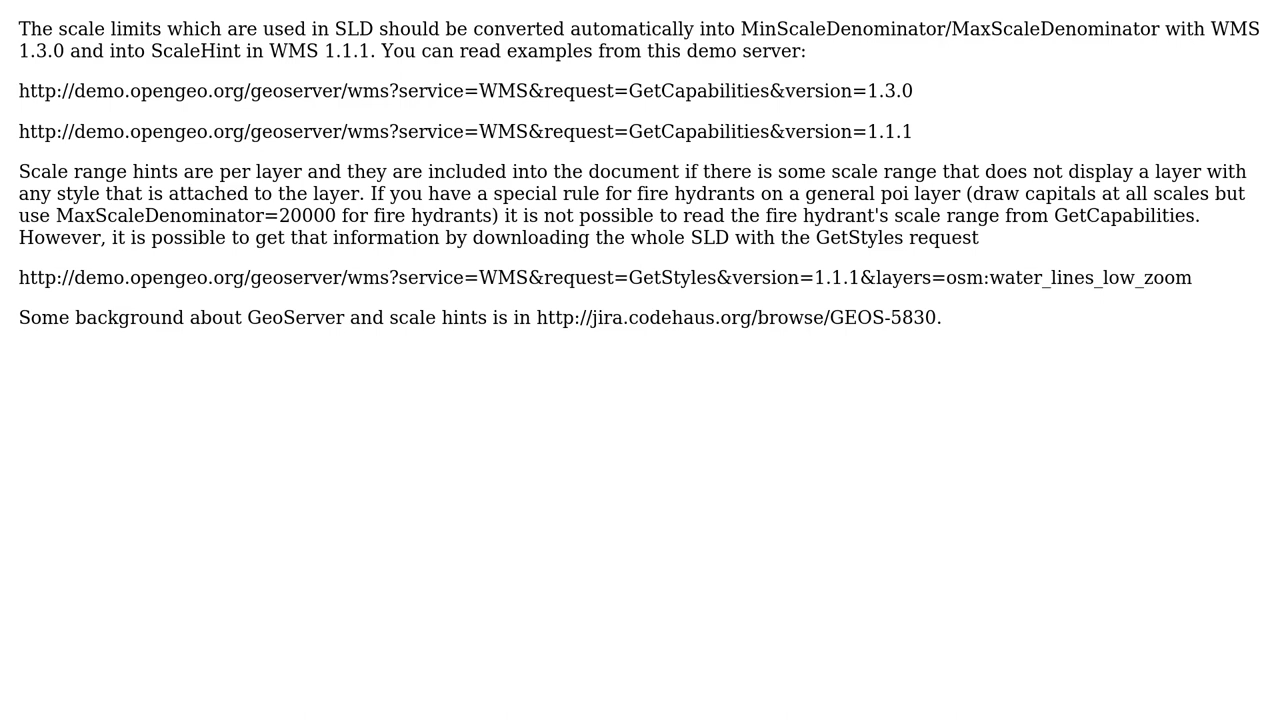 The scale limits which are used in SLD should be converted automatically into MinScaleDenominator/MaxScaleDenominator with WMS
1.3.0 and into ScaleHint in WMS 1.1.1. You can read examples from this demo server:
http://demo.opengeo.org/geoserver/wms?service=WMS&request=GetCapabilities&version=1.3.0
http://demo.opengeo.org/geoserver/wms?service=WMS&request=GetCapabilities&version=1.1.1
Scale range hints are per layer and they are included into the document if there is some scale range that does not display a layer with
any style that is attached to the layer. If you have a special rule for fire hydrants on a general poi layer (draw capitals at all scales but
use MaxScaleDenominator=20000 for fire hydrants) it is not possible to read the fire hydrant's scale range from GetCapabilities.
However, it is possible to get that information by downloading the whole SLD with the GetStyles request
http://demo.opengeo.org/geoserver/wms?service=WMS&request=GetStyles&version=1.1.1&layers=osm:water_lines_low_zoom
Some background about GeoServer and scale hints is in http://jira.codehaus.org/browse/GEOS-5830.